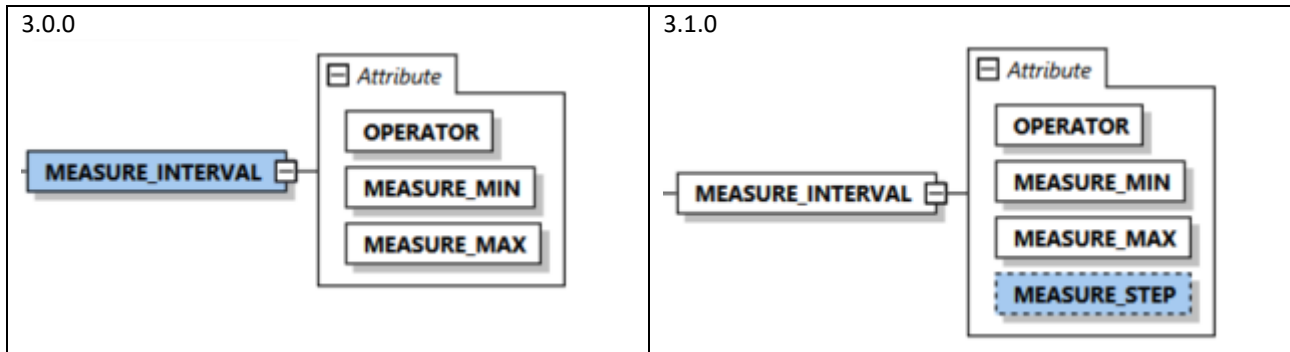 3.0.0
Attribute
OPERATOR
MEASURE_INTERVAL
MEASURE_MIN
MEASURE_MAX
3.1.0
Attribute
OPERATOR
MEASURE_INTERVAL
MEASURE_MIN
MEASURE_MAX
MEASURE_STEP